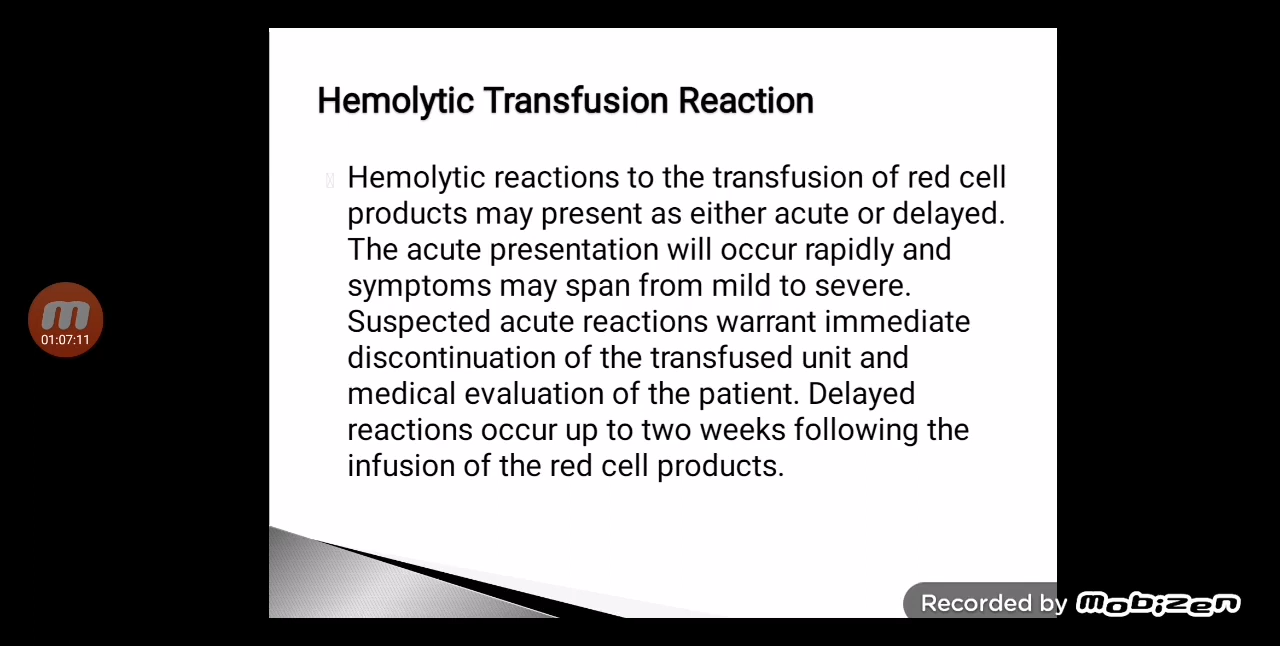 Hemolytic Transfusion Reaction
Hemolytic reactions to the transfusion of red cell
products may present as either acute or delayed.
The acute presentation will occur rapidly and
symptoms may span from mild to severe.
Suspected acute reactions warrant immediate
discontinuation of the transfused unit and
medical evaluation of the patient. Delayed
reactions occur up to two weeks following the
infusion of the red cell products.
01:07:11
Recorded by mobizen